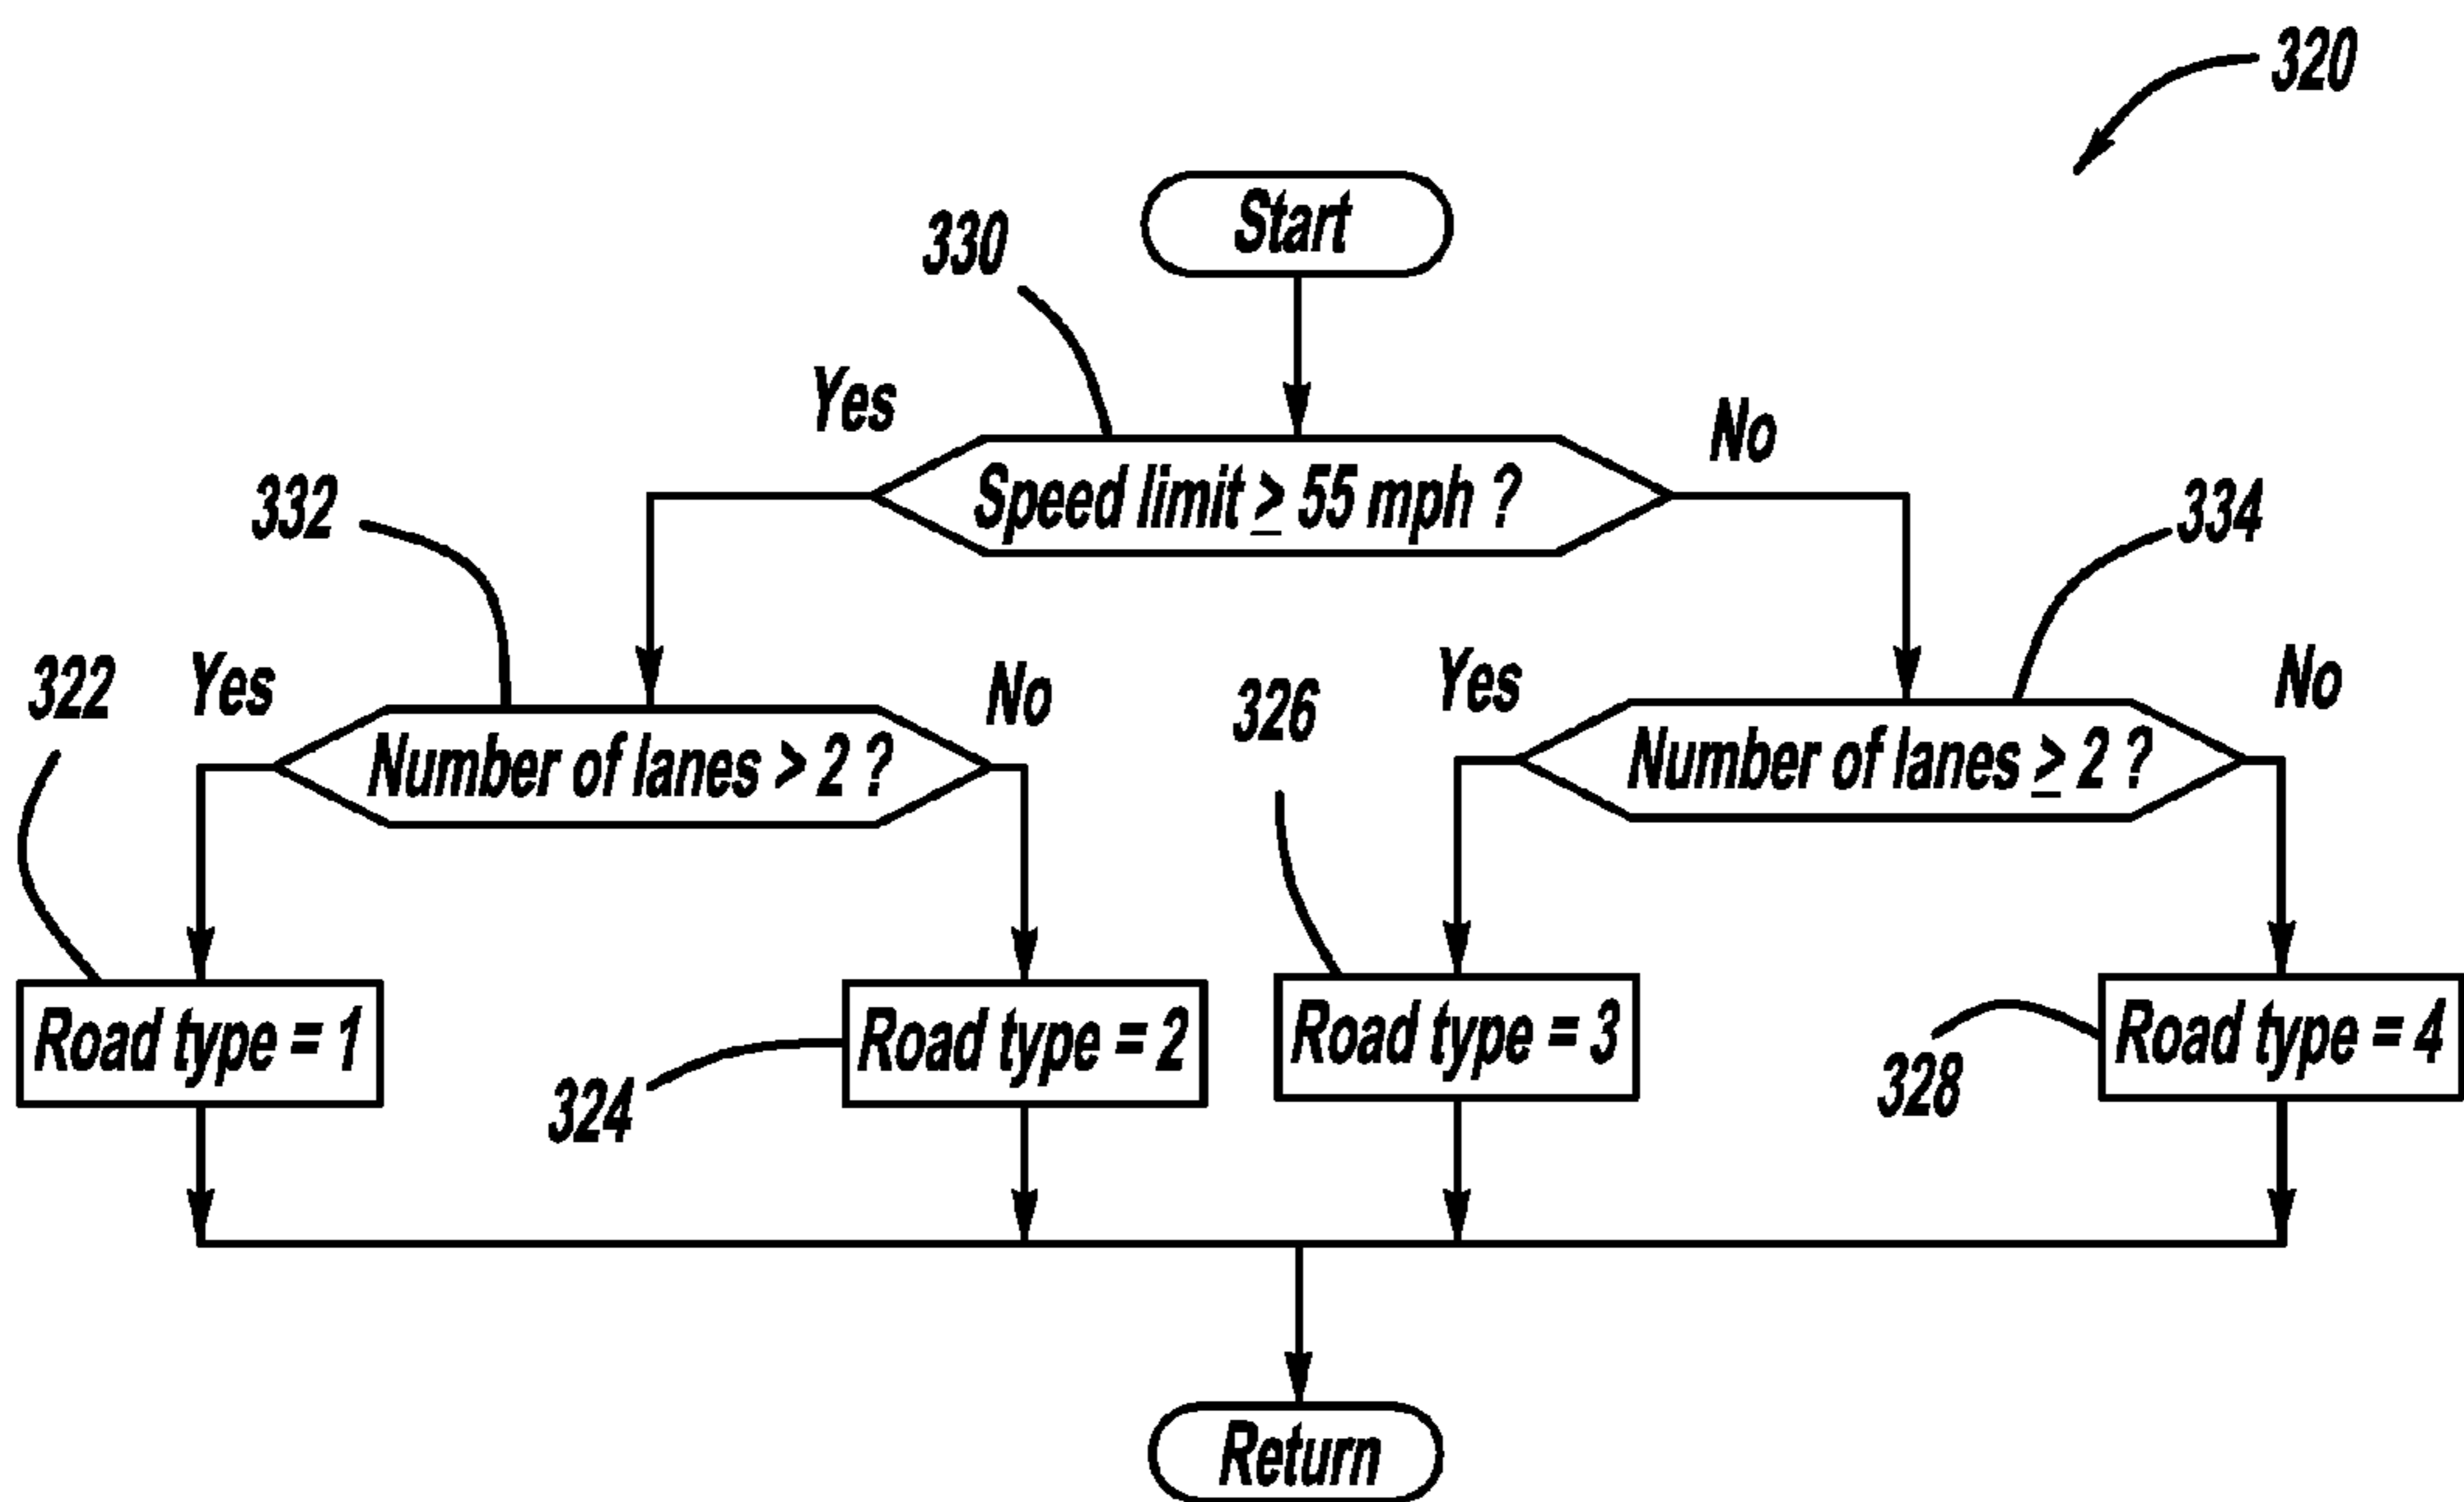 320
Start
330
Yes
No
Speed limit ≥ 55 mph ?
332
334
322
Yes
No
326
Yes
No
Number of lanes > 2 ?
Number of lanes ≥ 2 ?
Road type = 1
Road type = 2
Road type = 3
Road type = 4
324
328
Return